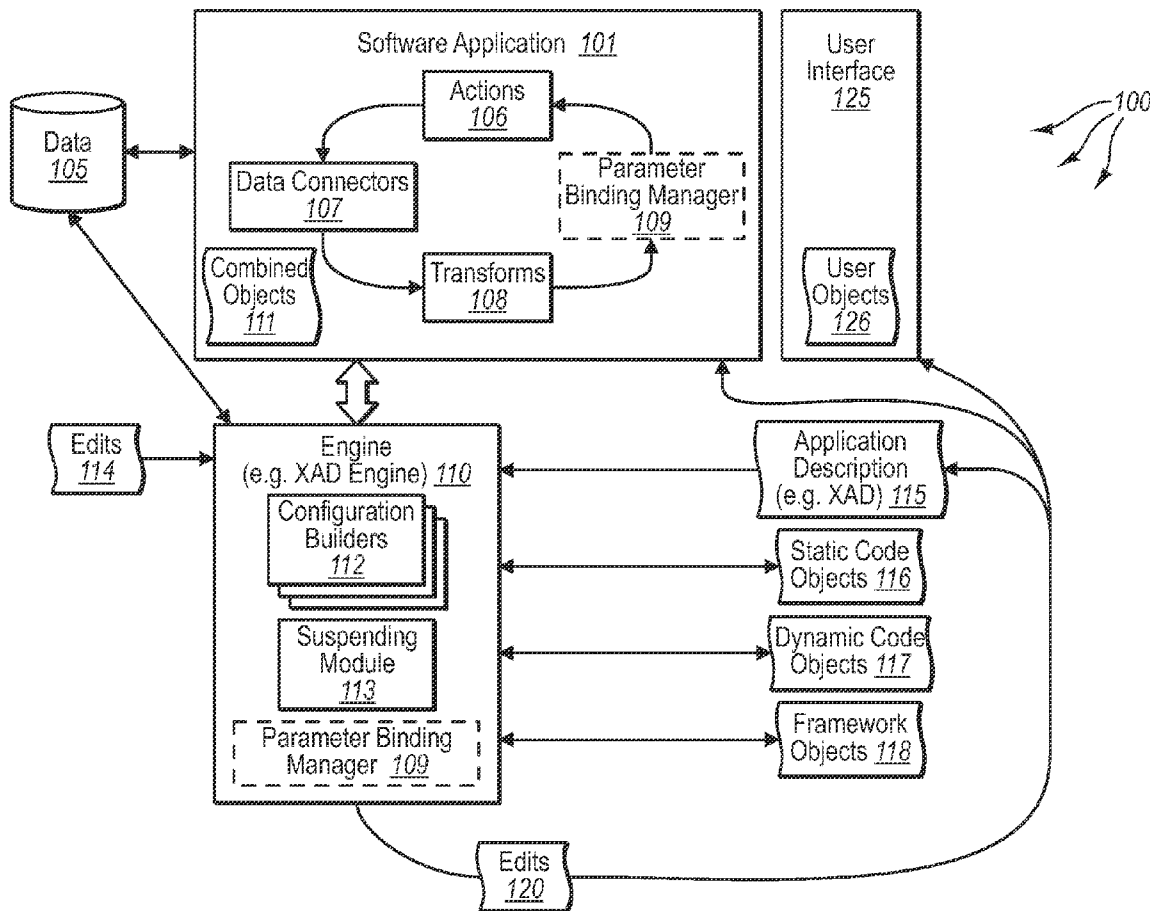 Software Application 101
User
Interface
125
100
Actions
106
Data
105
Data Connectors
107
Parameter
Binding Manager
109
Combined
Objects
111
Transforms
108
User
Objects
126
Edits
114
Engine
(e.g. XAD Engine) 110
Application
Description
(e.g. XAD) 115
Configuration
Builders
112
Static Code
Objects 116
Suspending
Module
113
Dynamic Code
Objects 117
Parameter Binding
Manager 109
Framework
Objects 118
Edits
120